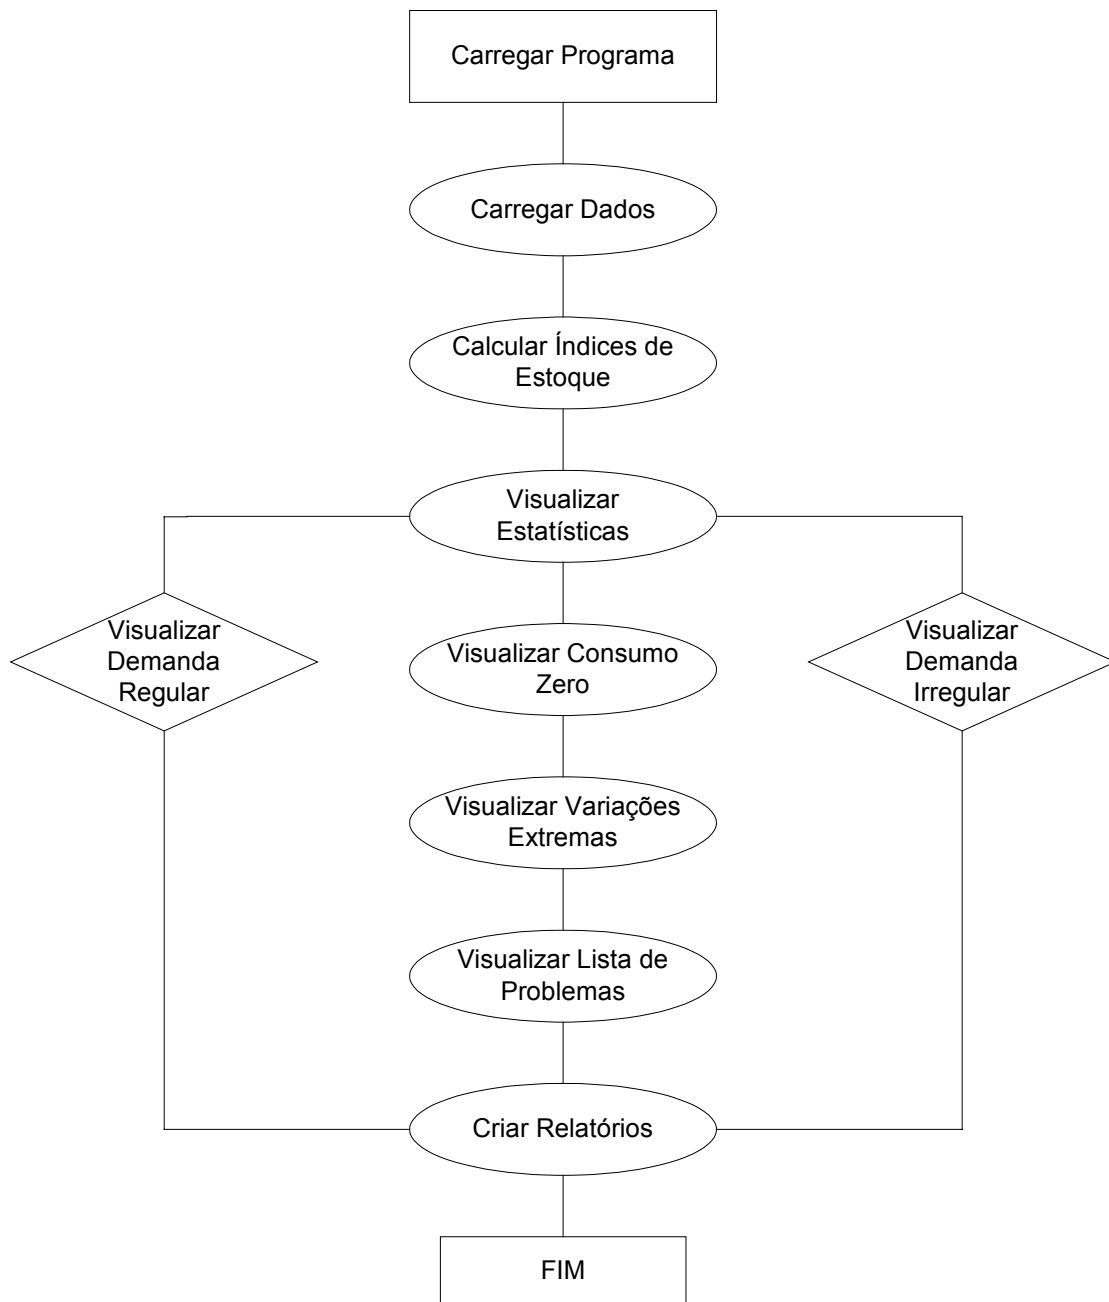 Carregar Programa
Carregar Dados
Calcular Índices de
Estoque
Visualizar
Estatísticas
Visualizar
Demanda
Regular
Visualizar Consumo
Zero
Visualizar
Demanda
Irregular
Visualizar Variações
Extremas
Visualizar Lista de
Problemas
Criar Relatórios
FIM